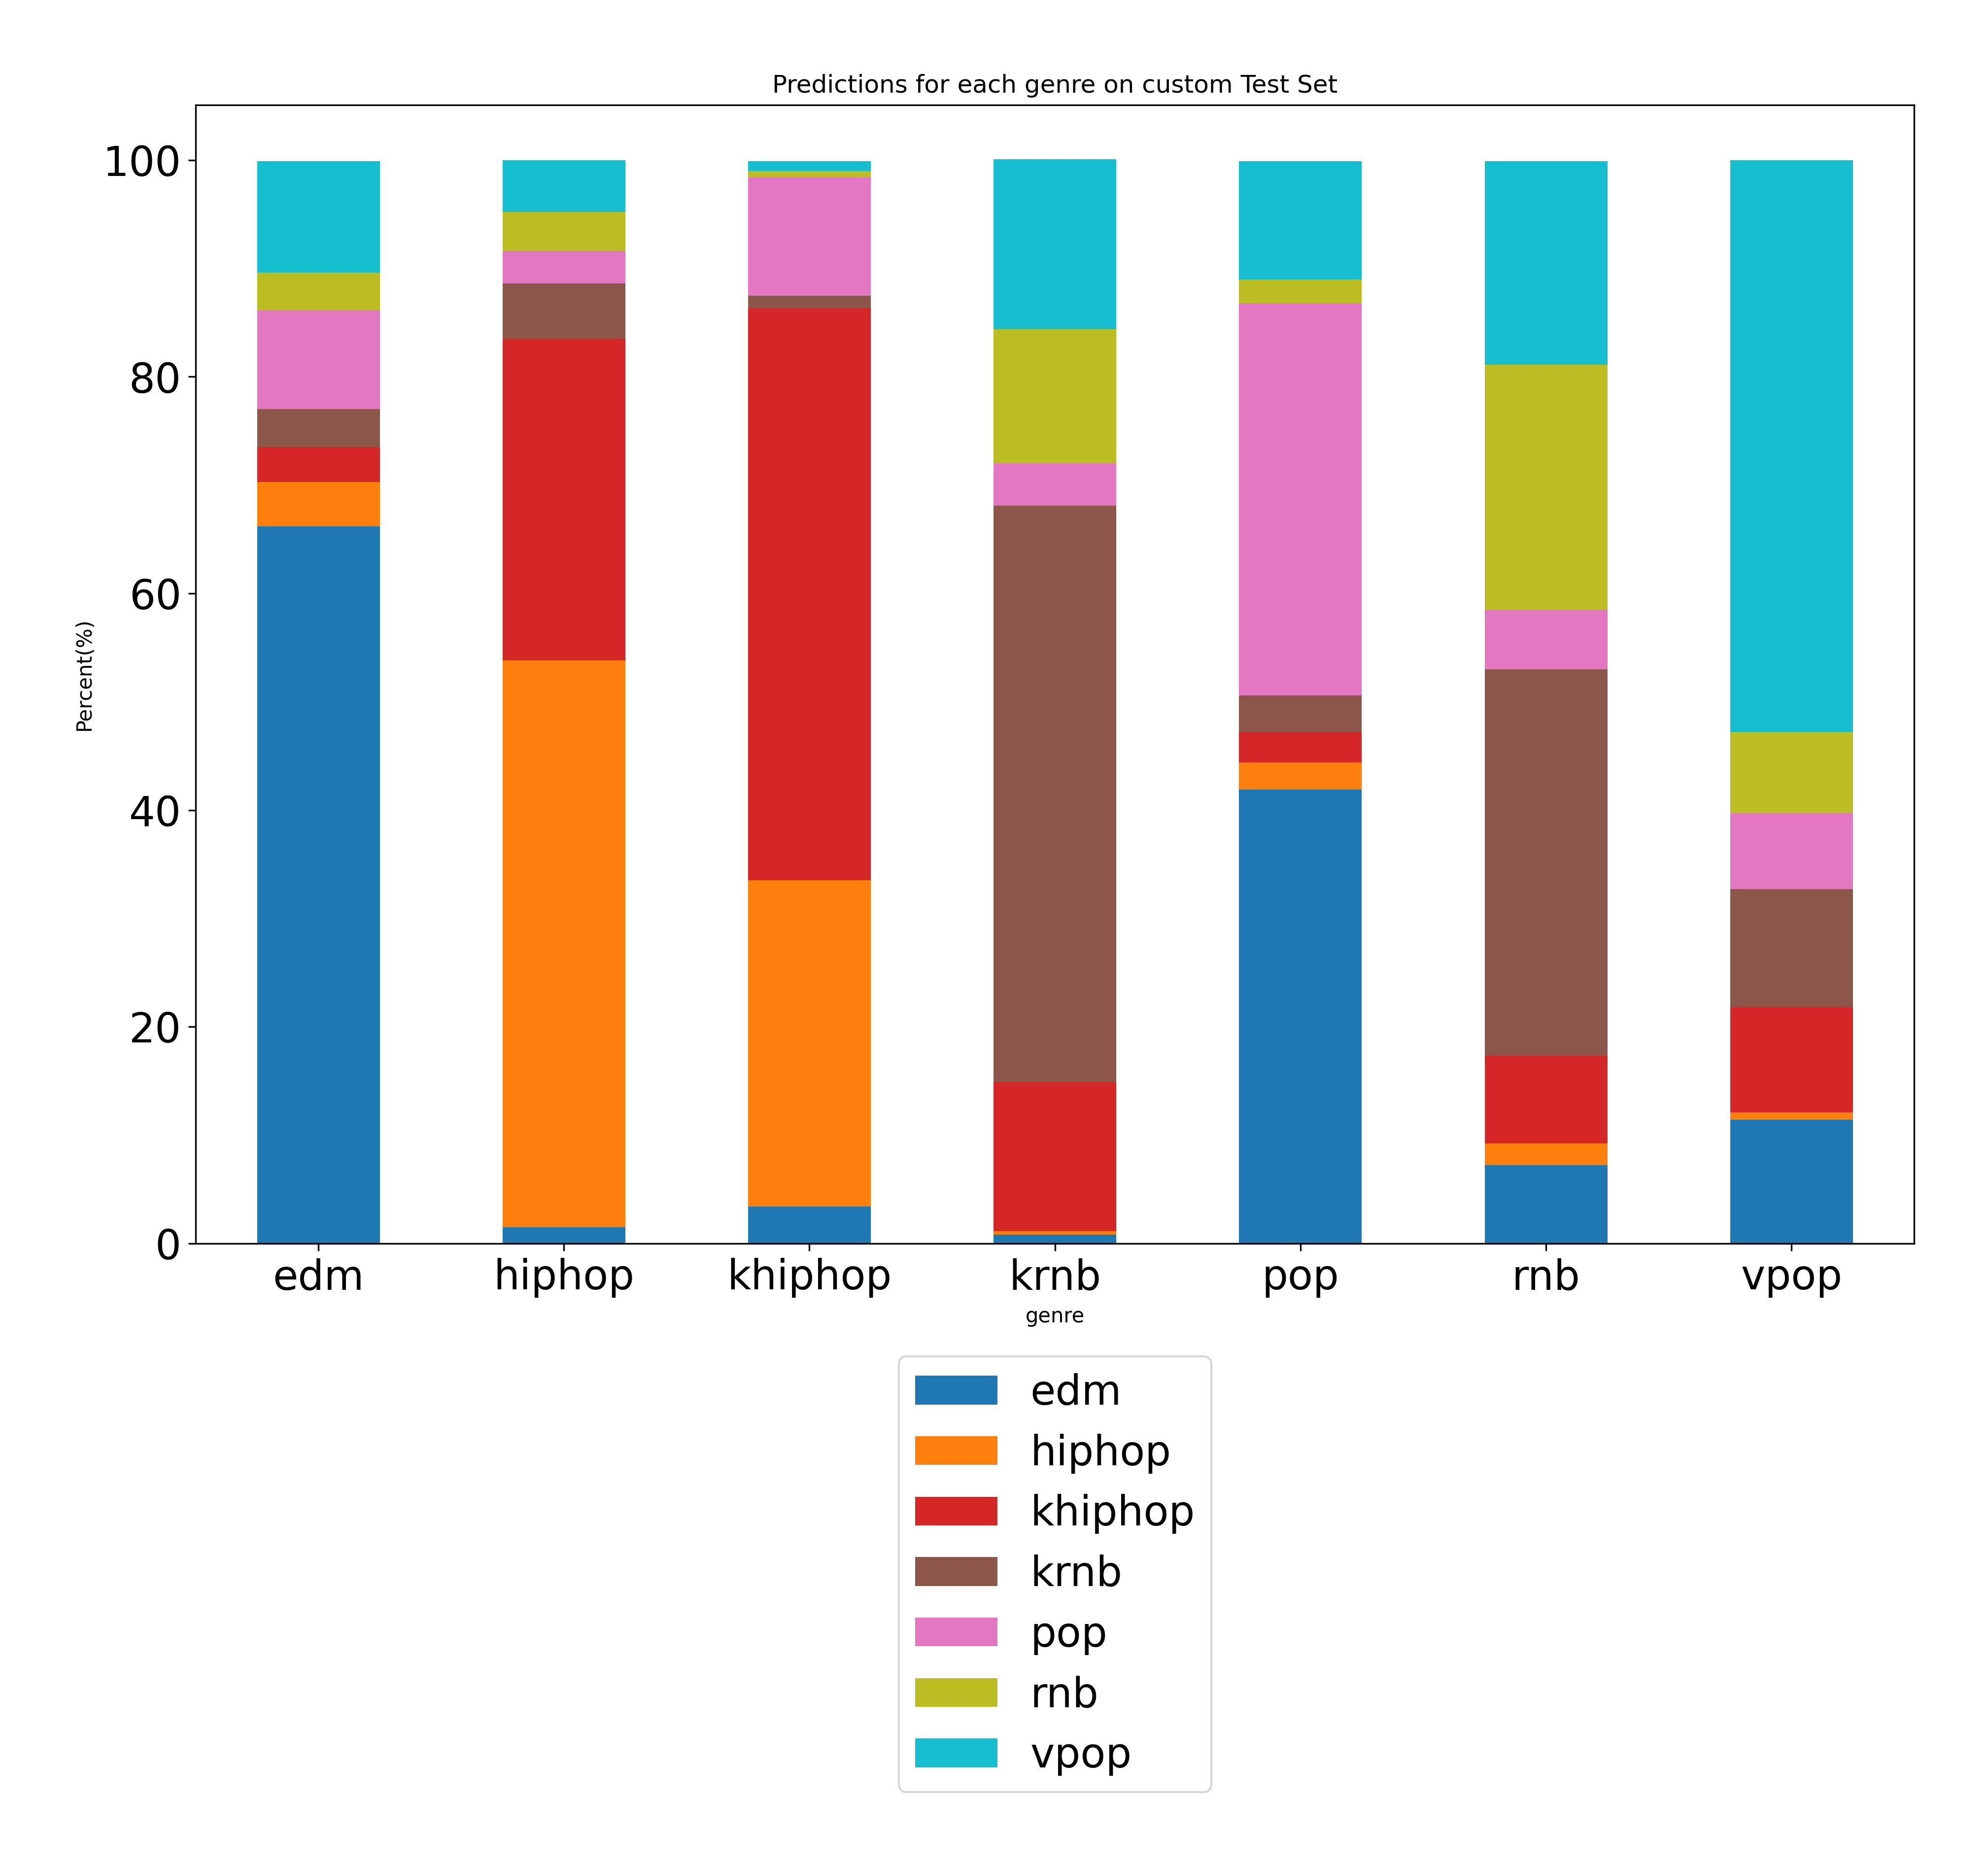 Predictions for each genre on custom Test Set
Percent(%)
100
80
60
40
20
0
edm hiphop khiphop krnb pop rnb vpop
genre
edm
hiphop
khiphop
krnb
pop
rnb
vpop